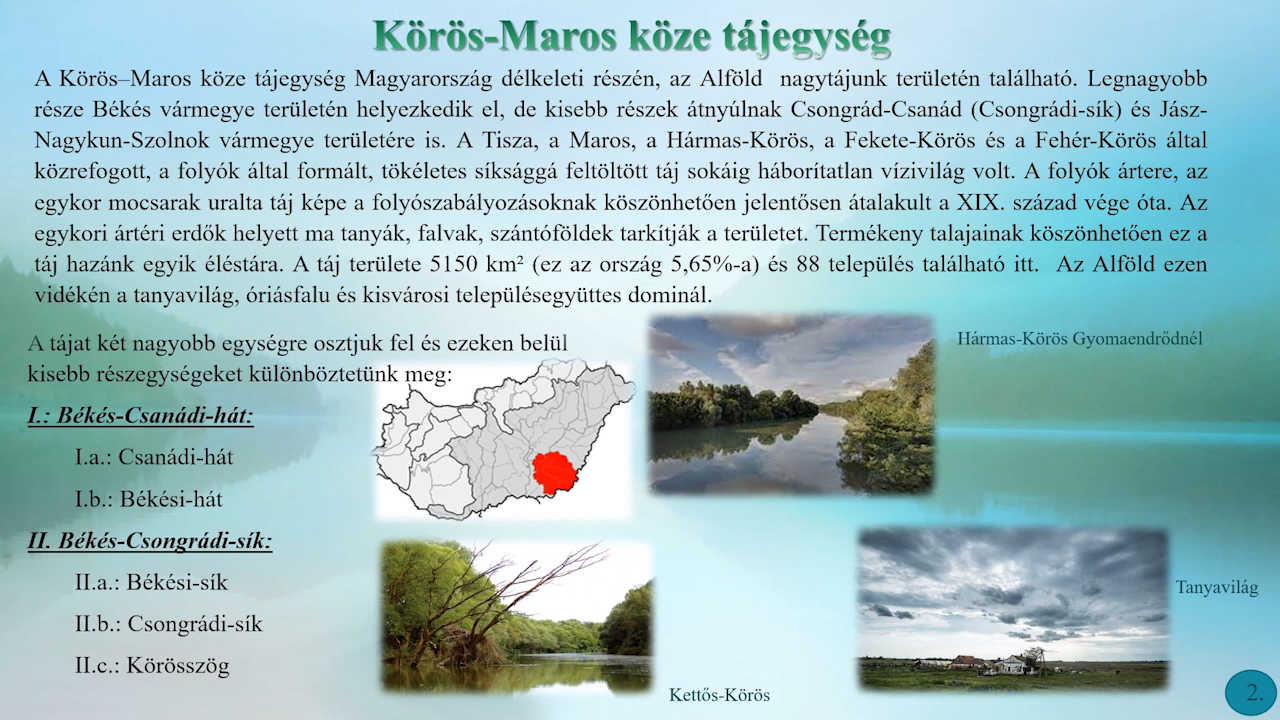 Körös-Maros köze tájegység
A Körös–Maros köze tájegység Magyarország délkeleti részén, az Alföld nagytájunk területén található. Legnagyobb
része Békés vármegye területén helyezkedik el, de kisebb részek átnyúlnak Csongrád-Csanád (Csongrádi-sík) és Jász-
Nagykun-Szolnok vármegye területére is. A Tisza, a Maros, a Hármas-Körös, a Fekete-Körös és a Fehér-Körös által
közrefogott, a folyók által formált, tökéletes síksággá feltöltött táj sokáig háborítatlan vízivilág volt. A folyók ártere, az
egykor mocsarak uralta táj képe a folyószabályozásoknak köszönhetően jelentősen átalakult a XIX. század vége óta. Az
egykori ártéri erdők helyett ma tanyák, falvak, szántóföldek tarkítják a területet. Termékeny talajainak köszönhetően ez a
táj hazánk egyik éléstára. A táj területe 5150 km² (ez az ország 5,65%-a) és 88 település található itt. Az Alföld ezen
vidékén a tanyavilág, óriásfalu és kisvárosi településegyüttes dominál.
A tájat két nagyobb egységre osztjuk fel és ezeken belül
kisebb részegységeket különböztetünk meg:
I.: Békés-Csanádi-hát:
I.a.: Csanádi-hát
I.b.: Békési-hát
II. Békés-Csongrádi-sík:
II.a.: Békési-sík
II.b.: Csongrádi-sík
II.c.: Körösszög
Hármas-Körös Gyomaendrődnél
Tanyavilág
Kettős-Körös
2.